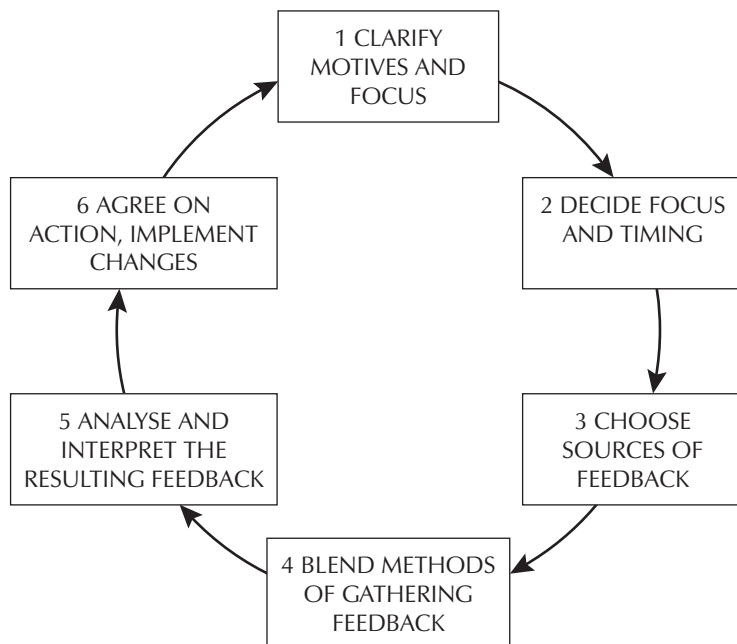 1 CLARIFY
MOTIVES AND
FOCUS
2 DECIDE FOCUS
AND TIMING
3 CHOOSE
SOURCES OF
FEEDBACK
4 BLEND METHODS
OF GATHERING
FEEDBACK
5 ANALYSE AND
INTERPRET THE
RESULTING FEEDBACK
6 AGREE ON
ACTION, IMPLEMENT
CHANGES